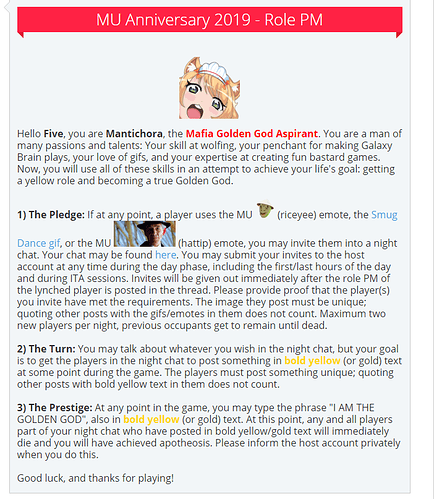 MU Anniversary 2019 - Role PM
Hello Five, you are Mantichora, the Mafia Golden God Aspirant. You are a man of
many passions and talents: Your skill at wolfing, your penchant for making Galaxy
Brain plays, your love of gifs, and your expertise at creating fun bastard games.
Now, you will use all of these skills in an attempt to achieve your life's goal: getting
a yellow role and becoming a true Golden God.
1) The Pledge: If at any point, a player uses the MU (riceyee) emote, the Smug
Dance gif, or the MU (hattip) emote, you may invite them into a night
chat. Your chat may be found here. You may submit your invites to the host
account at any time during the day phase, including the first/last hours of the day
and during ITA sessions. Invites will be given out immediately after the role PM of
the lynched player is posted in the thread. Please provide proof that the player(s)
you invite have met the requirements. The image they post must be unique;
quoting other posts with the gifs/emotes in them does not count. Maximum two
new players per night, previous occupants get to remain until dead.
2) The Turn: You may talk about whatever you wish in the night chat, but your goal
is to get the players in the night chat to post something in bold yellow (or gold) text
at some point during the game. The players must post something unique; quoting
other posts with bold yellow text in them does not count.
3) The Prestige: At any point in the game, you may type the phrase "I AM THE
GOLDEN GOD", also in bold yellow (or gold) text. At this point, any and all players
part of your night chat who have posted in bold yellow/gold text will immediately
die and you will have achieved apotheosis. Please inform the host account privately
when you do this.
Good luck, and thanks for playing!